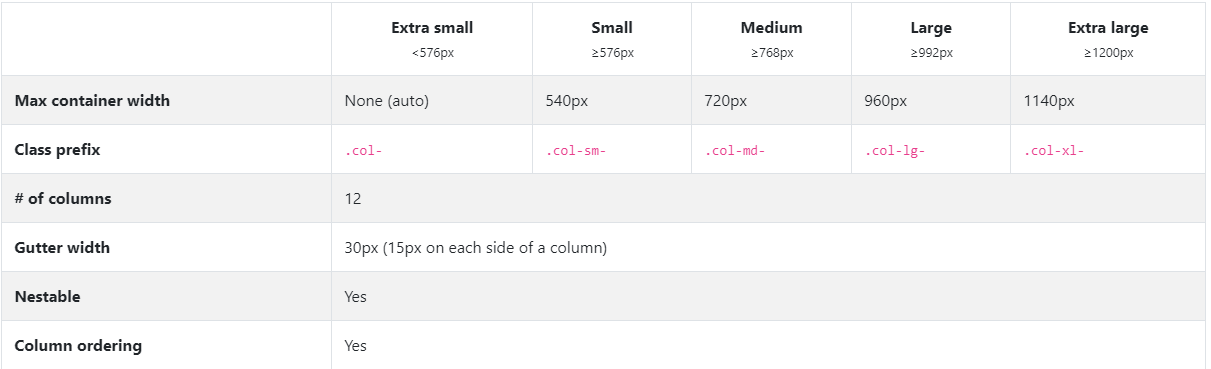 Extra small Small Medium Large Extra large
<576px ≥576px ≥768px ≥992px ≥1200px
Max container width None (auto) 540px 720px 960px 1140px
Class prefix .col- .col-sm- .col-md- .col-lg- .col-xl-
# of columns 12
Gutter width 30px (15px on each side of a column)
Nestable Yes
Column ordering Yes